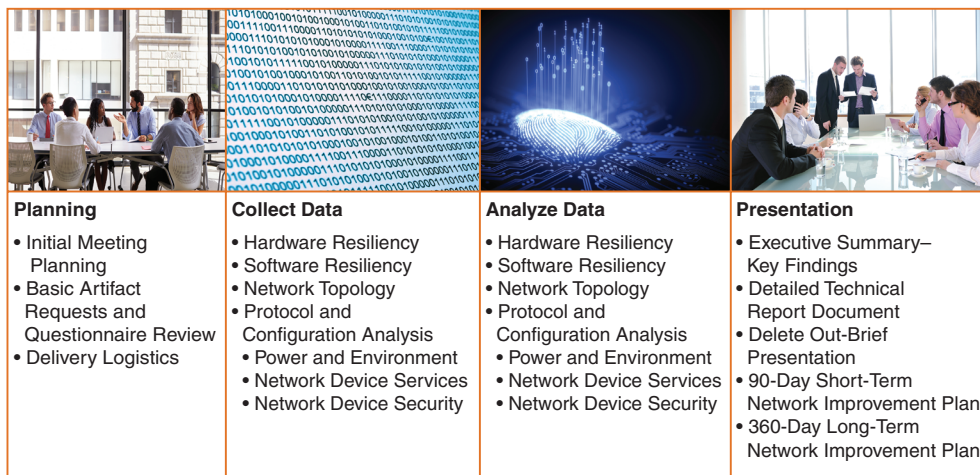 Planning
• Initial Meeting
Planning
• Basic Artifact
Requests and
Questionnaire Review
• Delivery Logistics
Collect Data
• Hardware Resiliency
• Software Resiliency
• Network Topology
• Protocol and
Configuration Analysis
• Power and Environment
• Network Device Services
• Network Device Security
Analyze Data
• Hardware Resiliency
• Software Resiliency
• Network Topology
• Protocol and
Configuration Analysis
• Power and Environment
• Network Device Services
• Network Device Security
Presentation
• Executive Summary–
Key Findings
• Detailed Technical
Report Document
• Delete Out-Brief
Presentation
• 90-Day Short-Term
Network Improvement Plan
• 360-Day Long-Term
Network Improvement Plan